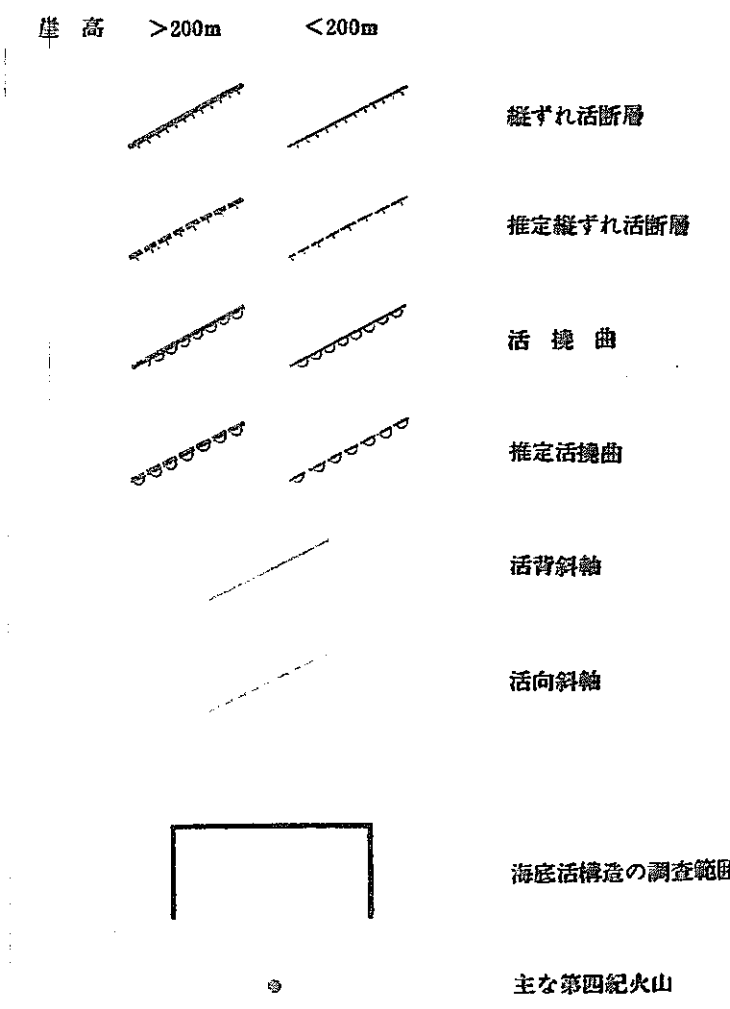 崖高 >200m <200m
縦ずれ活断層
推定縦ずれ活断層
活撓曲
推定活撓曲
活背斜軸
活向斜軸
海底活構造の調査範囲
主な第四紀火山